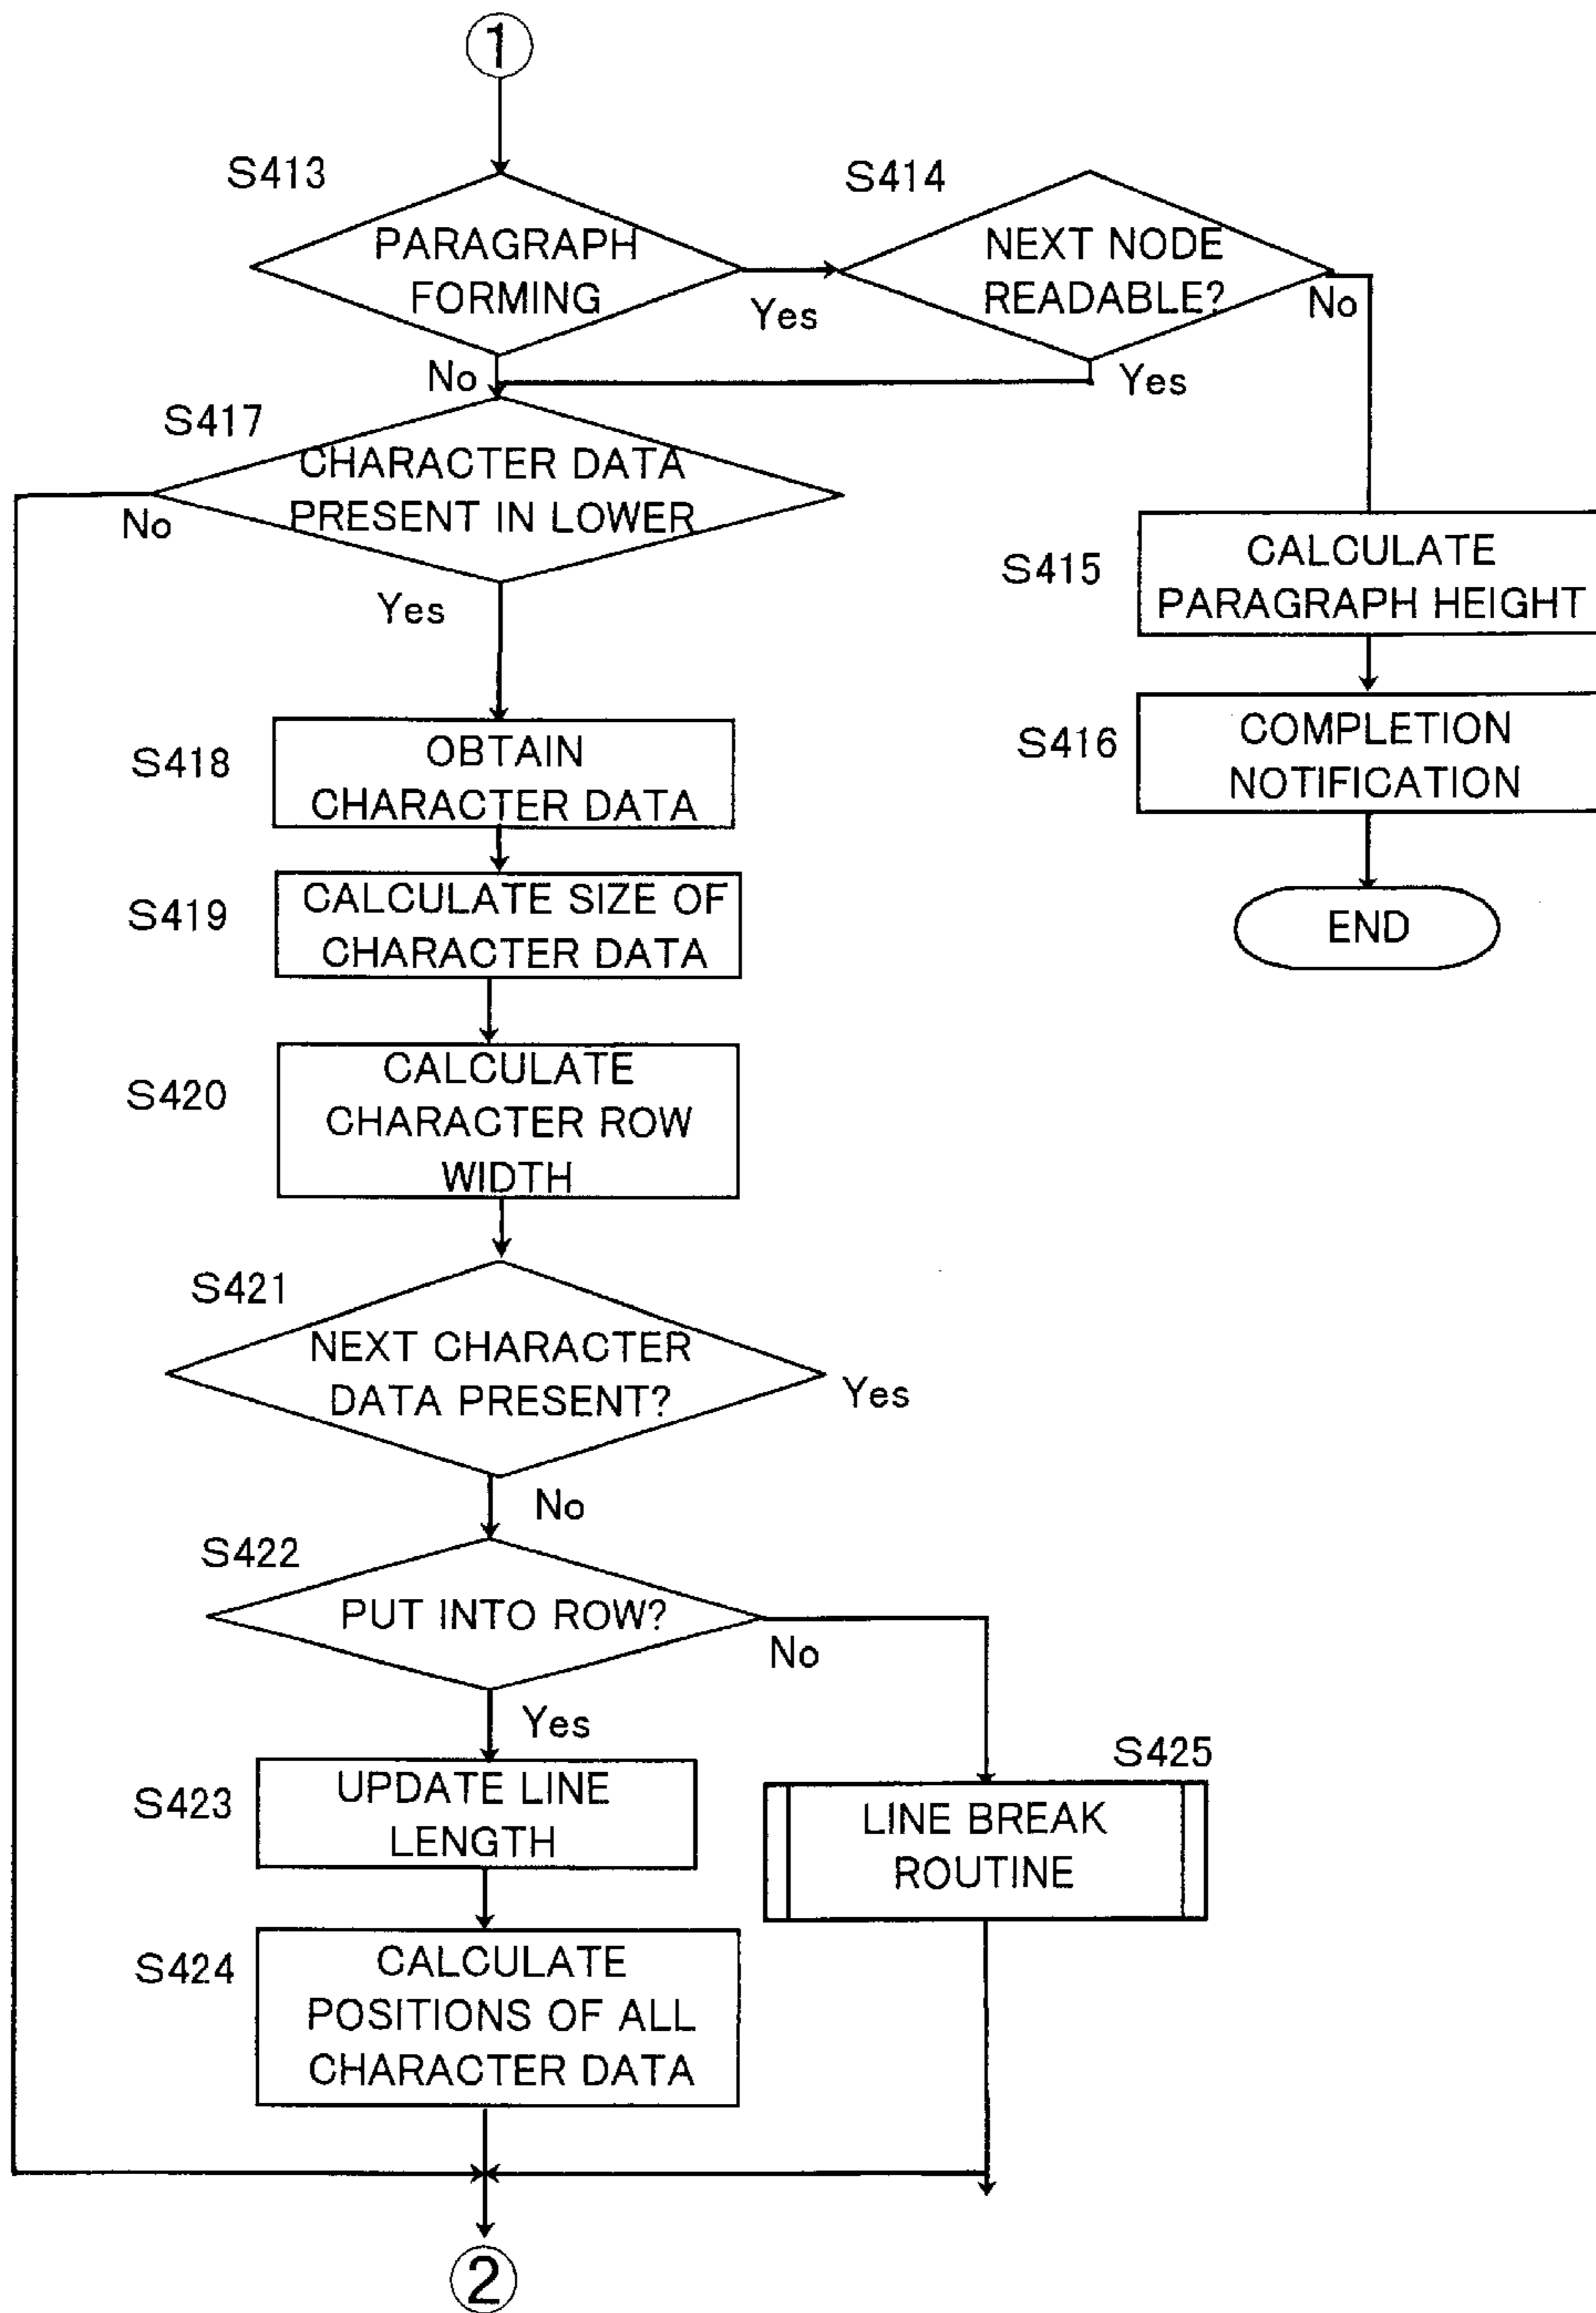 1
S413
PARAGRAPH
FORMING
Yes
No
S414
NEXT NODE
READABLE?
No
Yes
S417
CHARACTER DATA
PRESENT IN LOWER
No
Yes
S415
CALCULATE
PARAGRAPH HEIGHT
S416
COMPLETION
NOTIFICATION
END
S418
OBTAIN
CHARACTER DATA
S419
CALCULATE SIZE OF
CHARACTER DATA
S420
CALCULATE
CHARACTER ROW
WIDTH
S421
NEXT CHARACTER
DATA PRESENT?
Yes
No
S422
PUT INTO ROW?
No
Yes
S423
UPDATE LINE
LENGTH
S425
LINE BREAK
ROUTINE
S424
CALCULATE
POSITIONS OF ALL
CHARACTER DATA
2